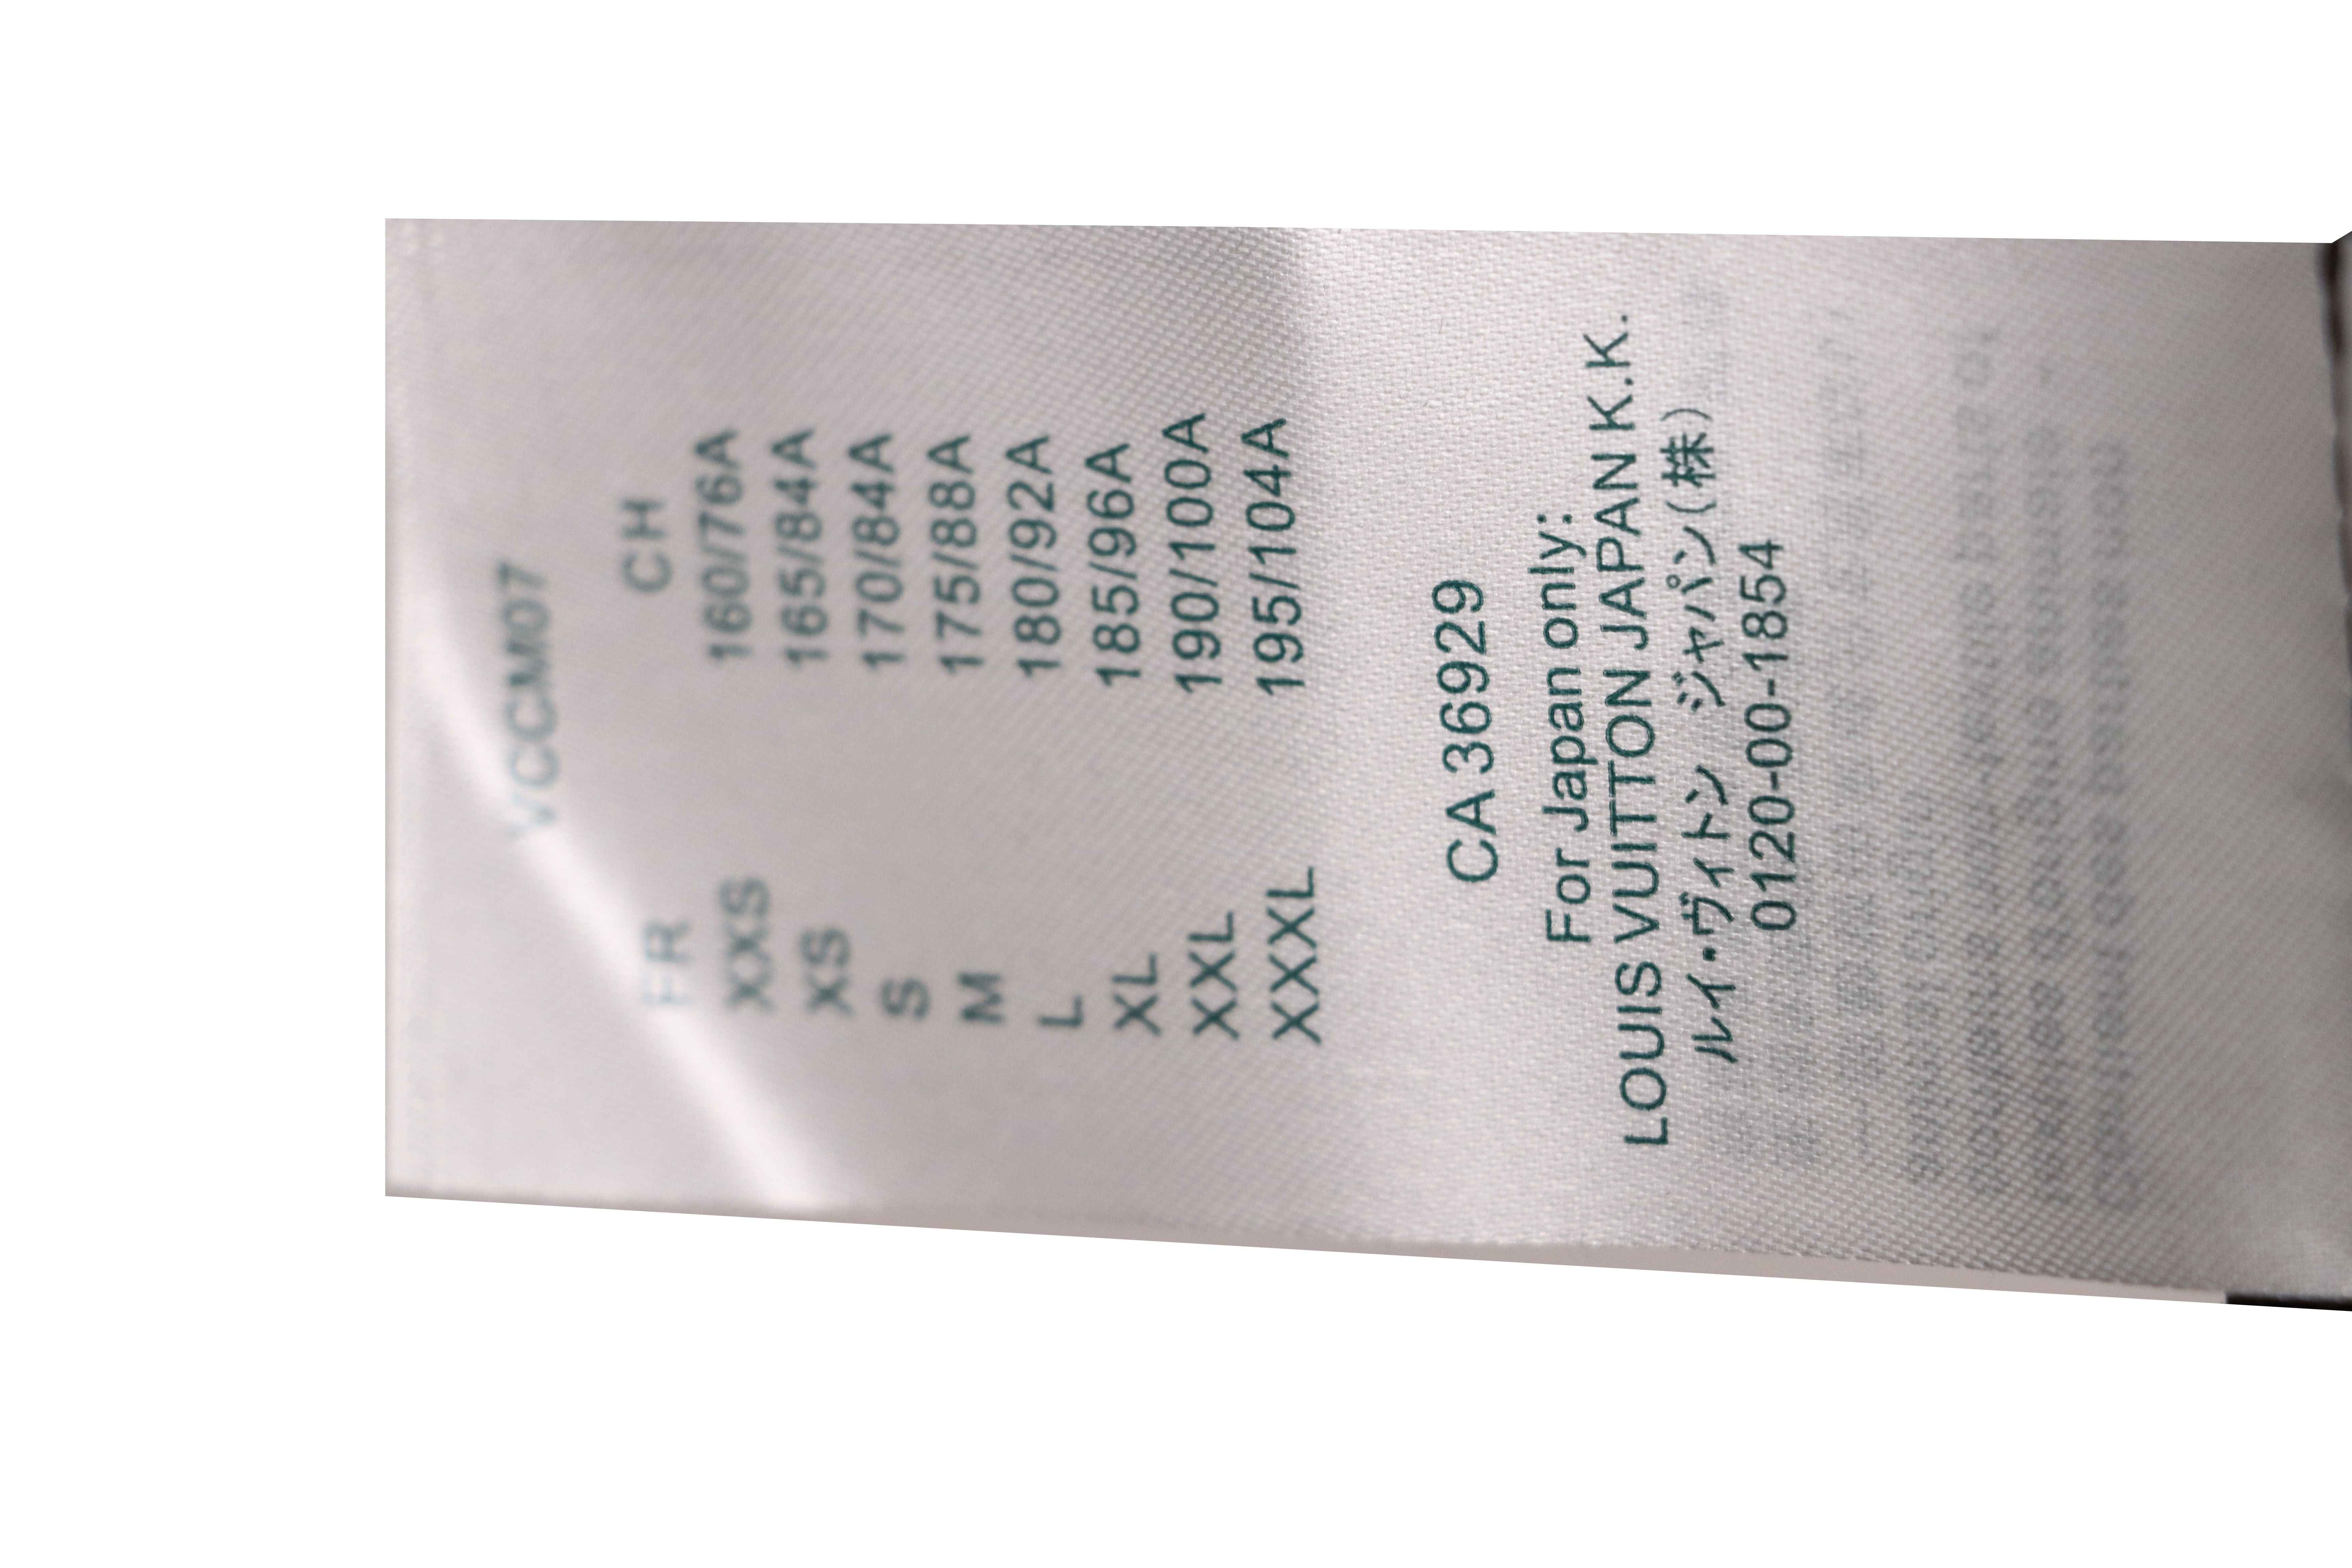 VCCM07
FR CH
XXS 160/76A
XS 165/84A
S 170/84A
M 175/88A
L 180/92A
XL 185/96A
XXL 190/100A
XXXL 195/104A
CA 36929
For Japan only:
LOUIS VUITTON JAPAN K.K.
ルイ・ヴィトン ジャパン(株)
0120-00-1854